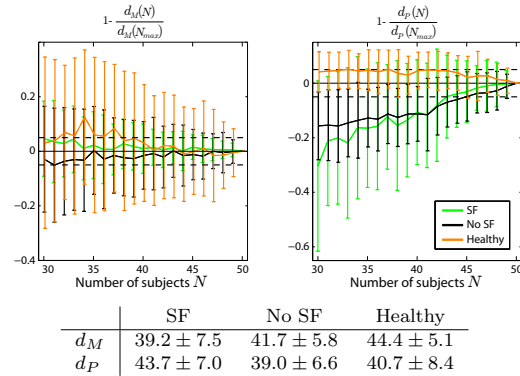 1- d_M(N) / d_M(N_max)
1- d_P(N) / d_P(N_max)
0.2
0
-0.2
-0.4
30 35 40 45 50
Number of subjects N
0.2
0
-0.2
-0.4
-0.6
30 35 40 45 50
Number of subjects N
SF
No SF
Healthy
SF No SF Healthy
d_M 39.2 ± 7.5 41.7 ± 5.8 44.4 ± 5.1
d_P 43.7 ± 7.0 39.0 ± 6.6 40.7 ± 8.4